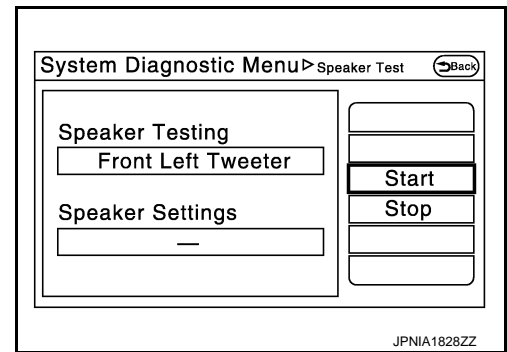 System Diagnostic Menu ▷ Speaker Test Back
Speaker Testing
Front Left Tweeter
Start
Speaker Settings
Stop
—
JPNIA1828ZZ